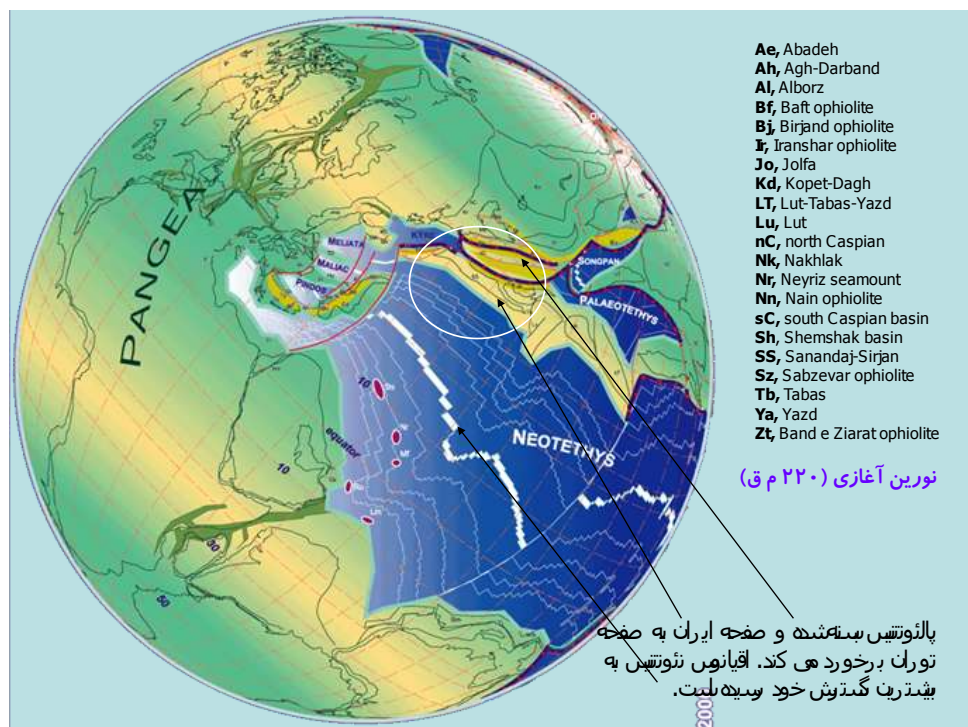 Ae, Abadeh
Ah, Agh-Darband
Al, Alborz
Bf, Baft ophiolite
Bj, Birjand ophiolite
Ir, Iranshar ophiolite
Jo, Jolfa
Kd, Kopet-Dagh
LT, Lut-Tabas-Yazd
Lu, Lut
nC, north Caspian
Nk, Nakhlak
Nr, Neyriz seamount
Nn, Nain ophiolite
sC, south Caspian basin
Sh, Shemshak basin
SS, Sanandaj-Sirjan
Sz, Sabzevar ophiolite
Tb, Tabas
Ya, Yazd
Zt, Band e Ziarat ophiolite
نورین آغازی (۲۲۰ م ق)
PANGEA
MELIATA
MALIAC
PINDOS
KYRE
SONGPAN
PALAEOTETHYS
NEOTETHYS
equator
10
10
30
50
پالئوتتیس بسته شده و صفحه ایران به صفحه
توران برخورد می کند. اقیانوس نئوتتیس به
بیشترین گسترش خود رسیده است.